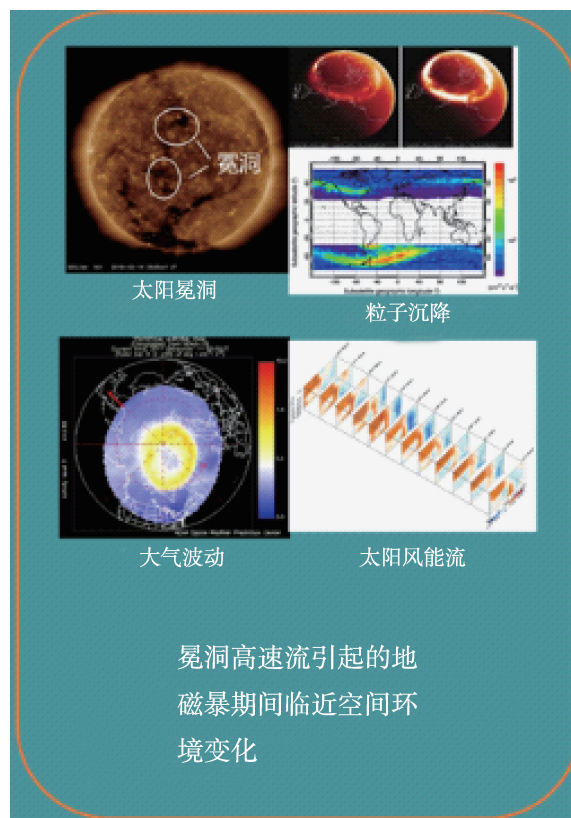 冕洞
太阳冕洞
粒子沉降
大气波动
太阳风能流
冕洞高速流引起的地
磁暴期间临近空间环
境变化